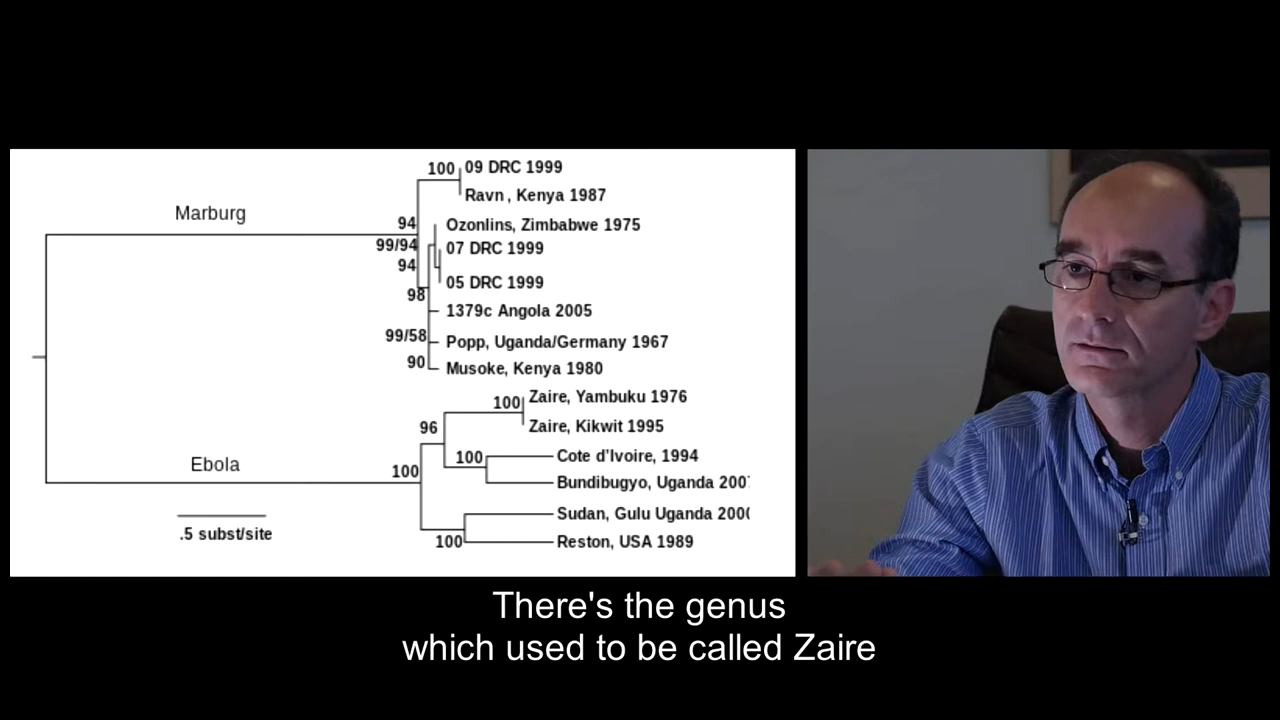 100
09 DRC 1999
Ravn , Kenya 1987
Marburg
94
Ozonlins, Zimbabwe 1975
99/94
07 DRC 1999
94
05 DRC 1999
98
1379c Angola 2005
99/58
Popp, Uganda/Germany 1967
90
Musoke, Kenya 1980
Zaire, Yambuku 1976
100
Zaire, Kikwit 1995
96
Cote d'Ivoire, 1994
100
Ebola
100
Bundibugyo, Uganda 200
Sudan, Gulu Uganda 200
.5 subst/site
100
Reston, USA 1989
There's the genus
which used to be called Zaire